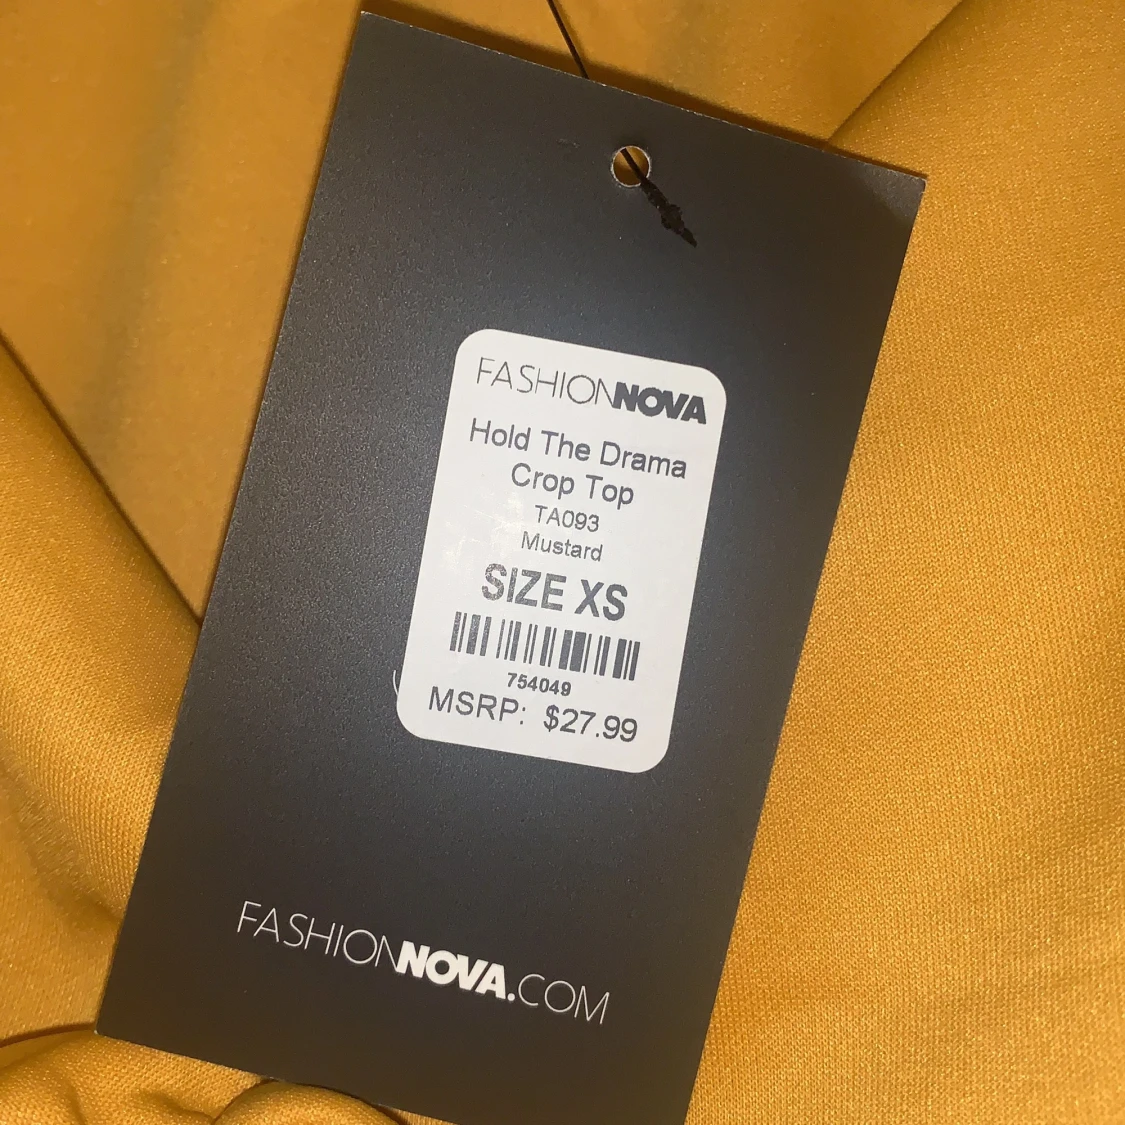 FASHIONNOVA
Hold The Drama
Crop Top
TA093
Mustard
SIZE XS
754049
MSRP: $27.99
FASHIONNOVA.COM